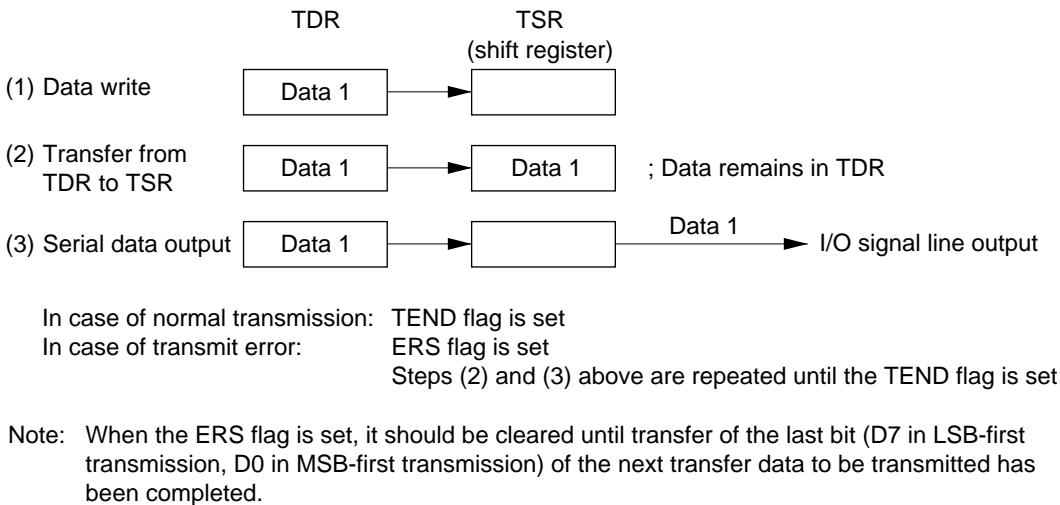 TDR TSR
(shift register)
(1) Data write Data 1
(2) Transfer from
TDR to TSR Data 1 Data 1 ; Data remains in TDR
(3) Serial data output Data 1 Data 1 I/O signal line output
In case of normal transmission: TEND flag is set
In case of transmit error: ERS flag is set
Steps (2) and (3) above are repeated until the TEND flag is set
Note: When the ERS flag is set, it should be cleared until transfer of the last bit (D7 in LSB-first
transmission, D0 in MSB-first transmission) of the next transfer data to be transmitted has
been completed.